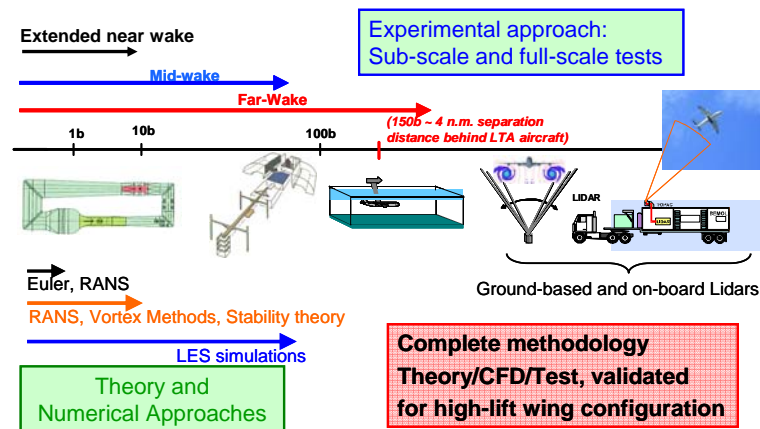 Experimental approach:
Sub-scale and full-scale tests
Extended near wake
Mid-wake
Far-Wake
(150b ~ 4 n.m. separation
distance behind LTA aircraft)
1b
10b
100b
LIDAR
LIDAR
Euler, RANS
RANS, Vortex Methods, Stability theory
LES simulations
Ground-based and on-board Lidars
Theory and
Numerical Approaches
Complete methodology
Theory/CFD/Test, validated
for high-lift wing configuration